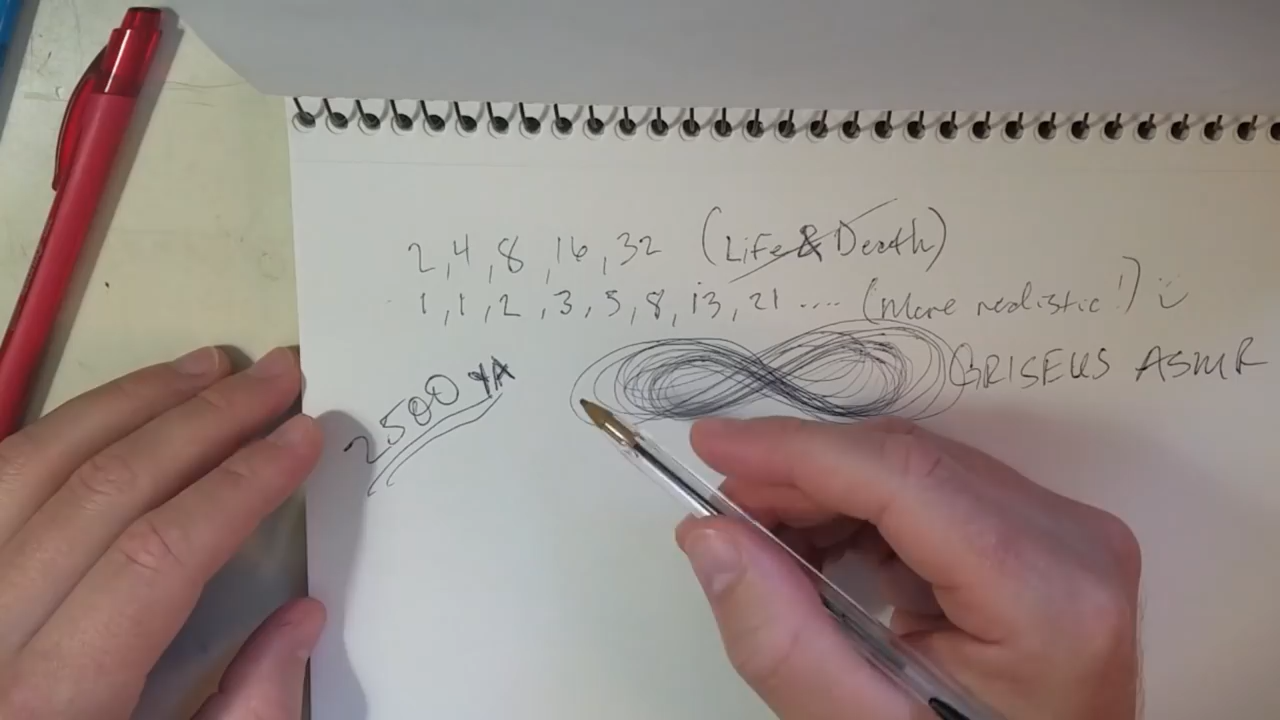 2, 4, 8, 16, 32 (Life & Death)
1, 1, 2, 3, 5, 8, 13, 21 .... (more realistic!)
GRISEUS ASMR
2500 YA